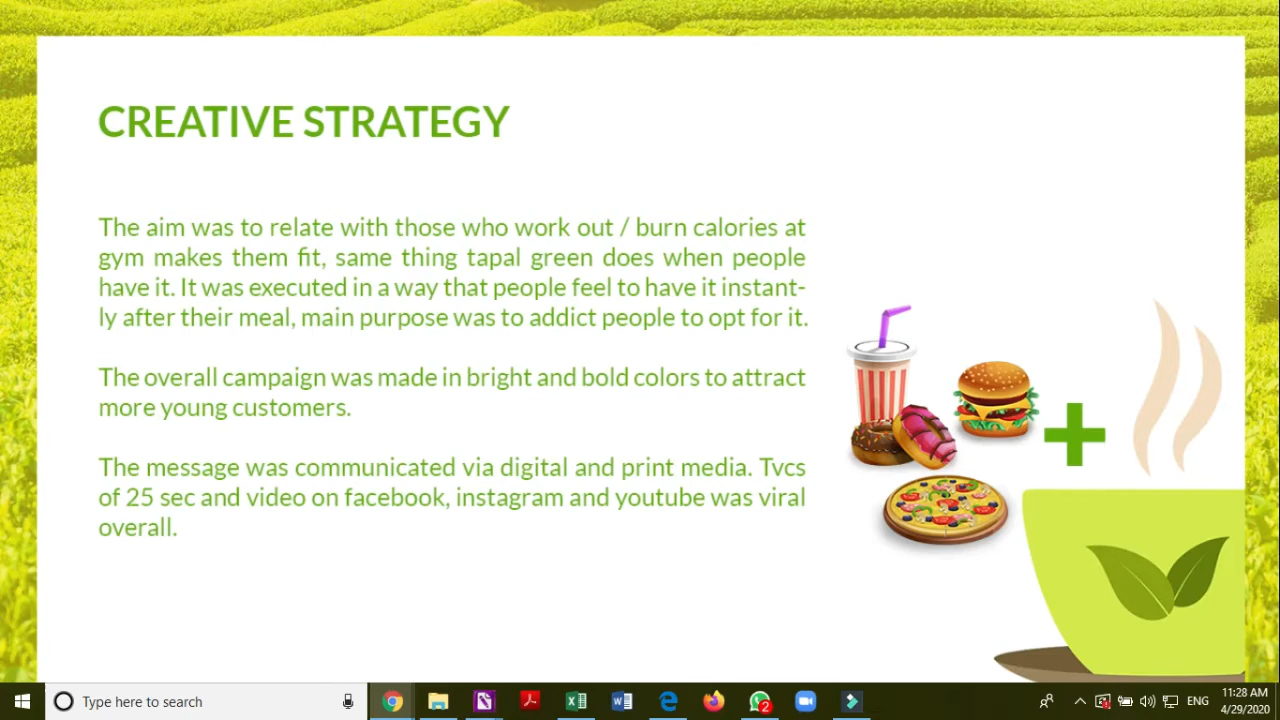 CREATIVE STRATEGY
The aim was to relate with those who work out / burn calories at
gym makes them fit, same thing tapal green does when people
have it. It was executed in a way that people feel to have it instant-
ly after their meal, main purpose was to addict people to opt for it.
The overall campaign was made in bright and bold colors to attract
more young customers.
The message was communicated via digital and print media. Tvcs
of 25 sec and video on facebook, instagram and youtube was viral
overall.
Type here to search
2
ENG
11:28 AM
4/29/2020